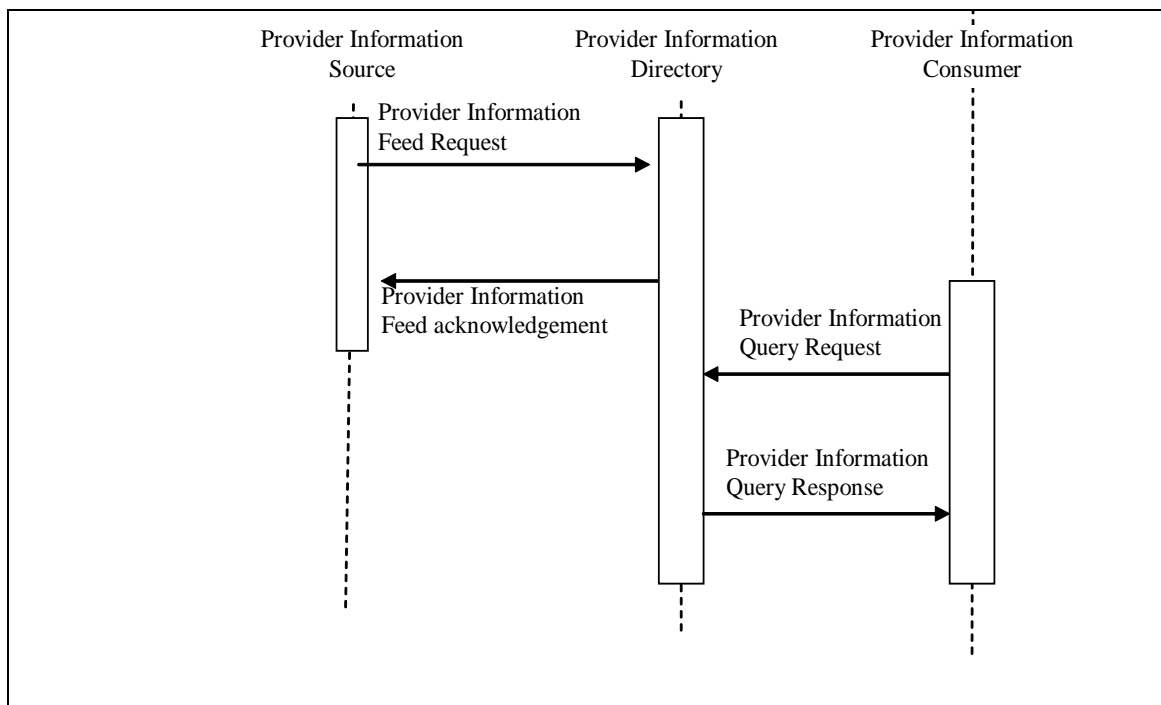 Provider Information
Source
Provider Information
Directory
Provider Information
Consumer
Provider Information
Feed Request
Provider Information
Feed acknowledgement
Provider Information
Query Request
Provider Information
Query Response